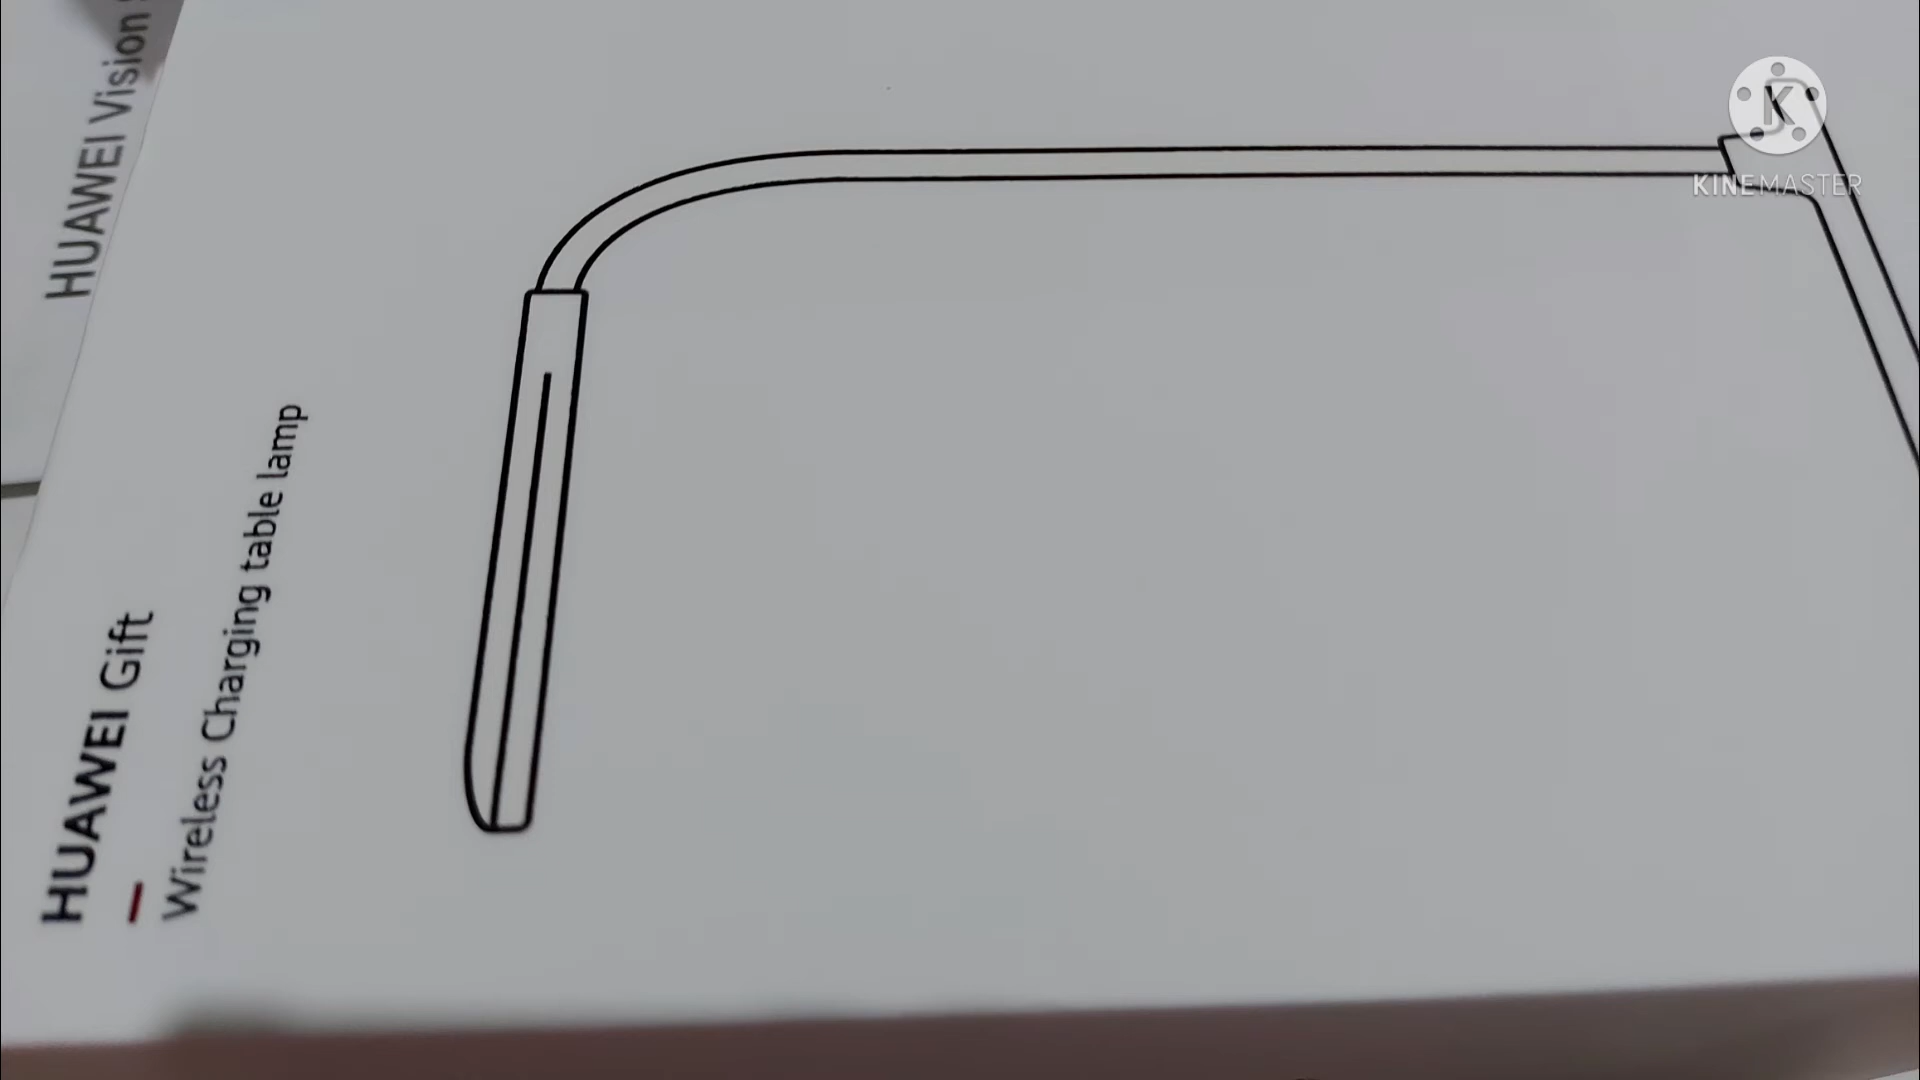 HUAWEI Vision
HUAWEI Gift
Wireless Charging table lamp
KINEMASTER